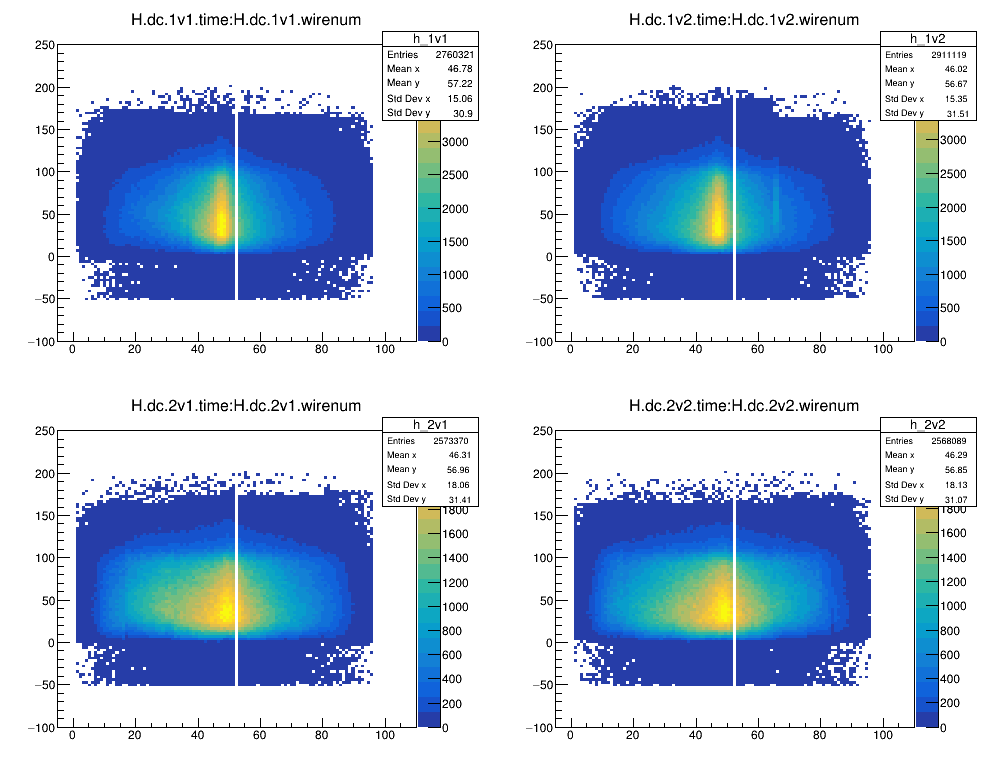 H.dc.1v1.time:H.dc.1v1.wirenum
h_1v1
Entries 2760321
Mean x 46.78
Mean y 57.22
Std Dev x 15.06
Std Dev y 30.9
250
200
150
100
50
0
−50
−100
0 20 40 60 80 100
3000
2500
2000
1500
1000
500
0
H.dc.1v2.time:H.dc.1v2.wirenum
h_1v2
Entries 2911119
Mean x 46.02
Mean y 56.67
Std Dev x 15.35
Std Dev y 31.51
250
200
150
100
50
0
−50
−100
0 20 40 60 80 100
3000
2500
2000
1500
1000
500
0
H.dc.2v1.time:H.dc.2v1.wirenum
h_2v1
Entries 2573370
Mean x 46.31
Mean y 56.96
Std Dev x 18.06
Std Dev y 31.41
250
200
150
100
50
0
−50
−100
0 20 40 60 80 100
1800
1600
1400
1200
1000
800
600
400
200
0
H.dc.2v2.time:H.dc.2v2.wirenum
h_2v2
Entries 2568089
Mean x 46.29
Mean y 56.85
Std Dev x 18.13
Std Dev y 31.07
250
200
150
100
50
0
−50
−100
0 20 40 60 80 100
1800
1600
1400
1200
1000
800
600
400
200
0